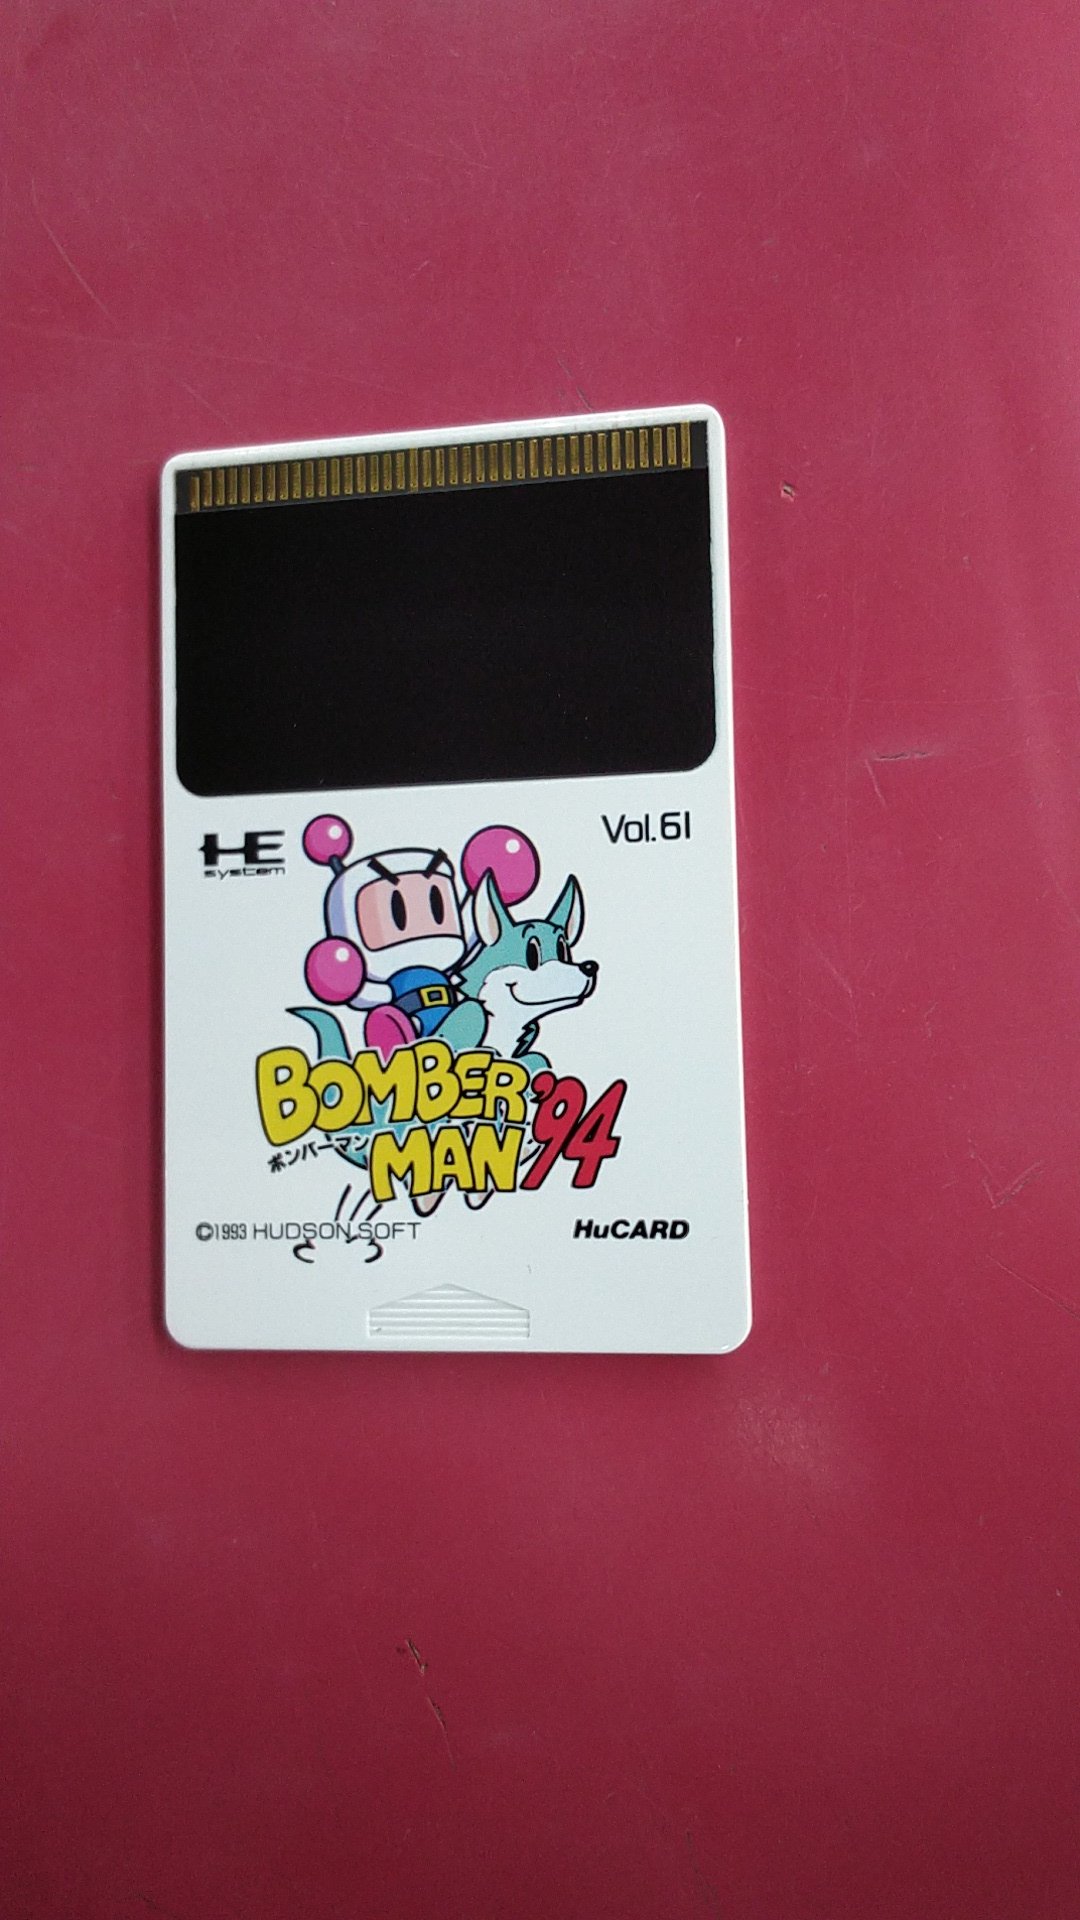 HE
system
Vol.61
BOMBER
MAN '94
ボンバーマン
©1993 HUDSON SOFT
HuCARD